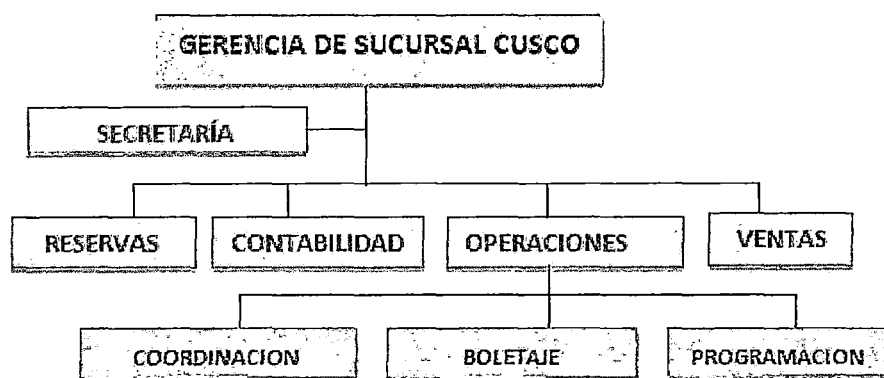 GERENCIA DE SUCURSAL CUSCO
SECRETARÍA
RESERVAS
CONTABILIDAD
OPERACIONES
VENTAS
COORDINACION
BOLETAJE
PROGRAMACION